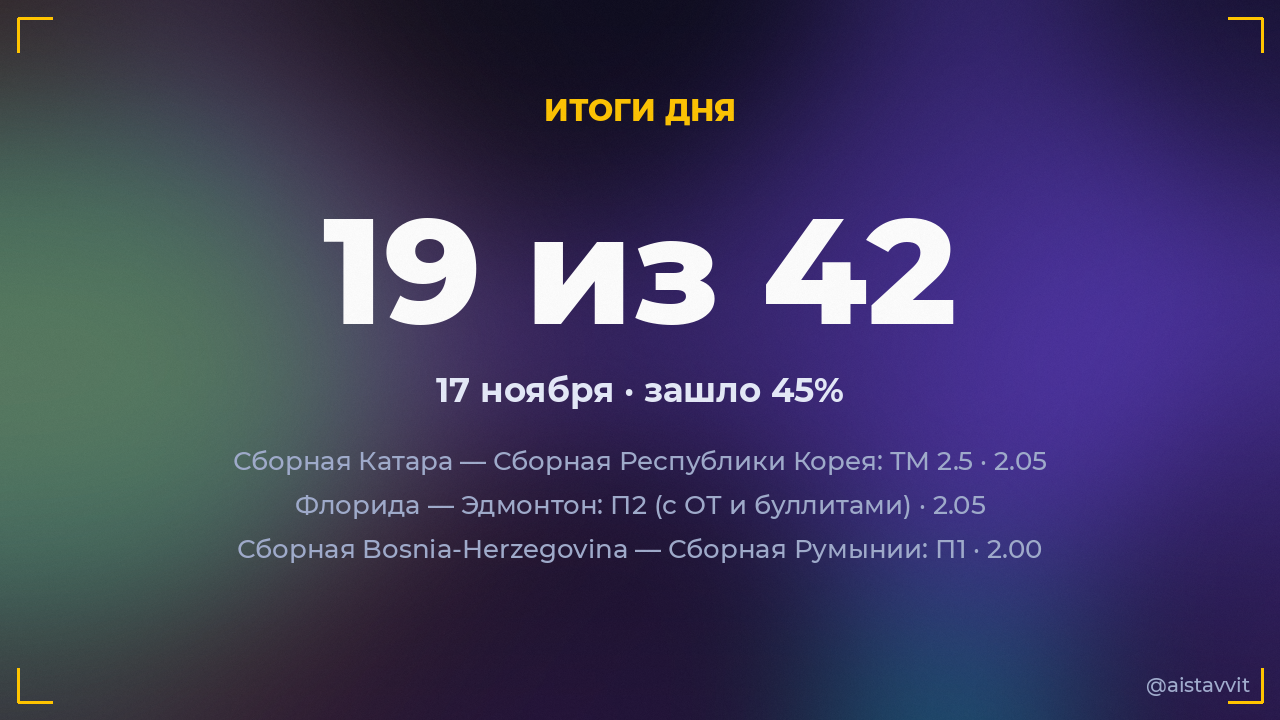 ИТОГИ ДНЯ
19 из 42
17 ноября · зашло 45%
Сборная Катара — Сборная Республики Корея: ТМ 2.5 · 2.05
Флорида — Эдмонтон: П2 (с ОТ и буллитами) · 2.05
Сборная Bosnia-Herzegovina — Сборная Румынии: П1 · 2.00
@aistavvit